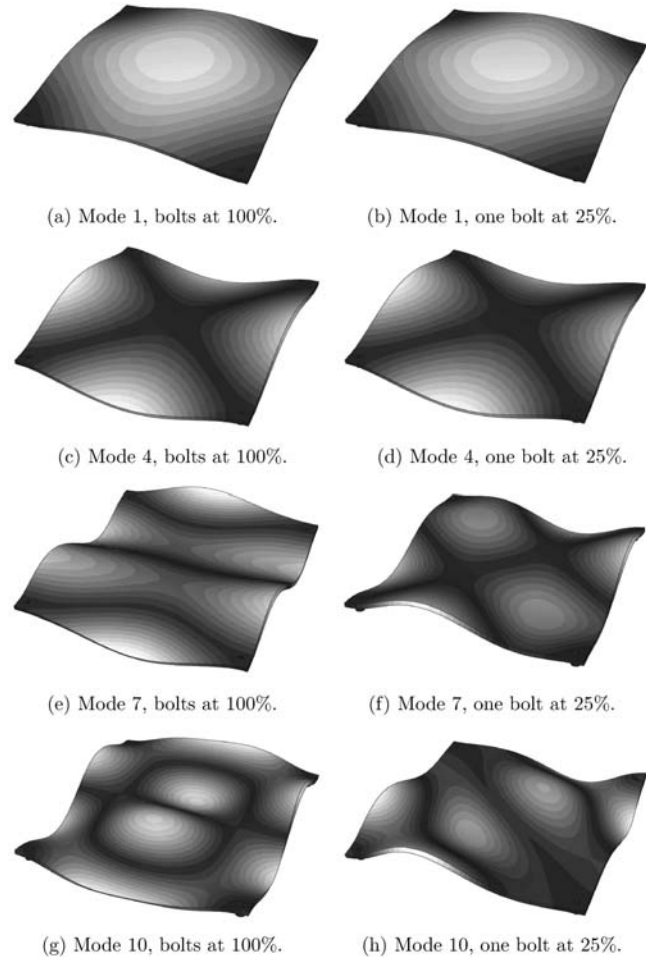 (a) Mode 1, bolts at 100%.
(b) Mode 1, one bolt at 25%.
(c) Mode 4, bolts at 100%.
(d) Mode 4, one bolt at 25%.
(e) Mode 7, bolts at 100%.
(f) Mode 7, one bolt at 25%.
(g) Mode 10, bolts at 100%.
(h) Mode 10, one bolt at 25%.